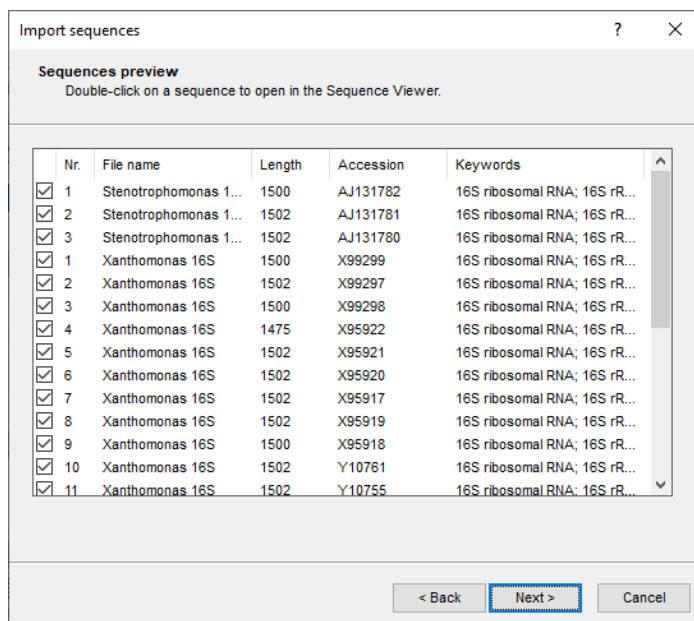 Import sequences ? ×
Sequences preview
Double-click on a sequence to open in the Sequence Viewer.
Nr. File name Length Accession Keywords
1 Stenotrophomonas 1... 1500 AJ131782 16S ribosomal RNA; 16S rR...
2 Stenotrophomonas 1... 1502 AJ131781 16S ribosomal RNA; 16S rR...
3 Stenotrophomonas 1... 1502 AJ131780 16S ribosomal RNA; 16S rR...
1 Xanthomonas 16S 1500 X99299 16S ribosomal RNA; 16S rR...
2 Xanthomonas 16S 1502 X99297 16S ribosomal RNA; 16S rR...
3 Xanthomonas 16S 1500 X99298 16S ribosomal RNA; 16S rR...
4 Xanthomonas 16S 1475 X95922 16S ribosomal RNA; 16S rR...
5 Xanthomonas 16S 1502 X95921 16S ribosomal RNA; 16S rR...
6 Xanthomonas 16S 1502 X95920 16S ribosomal RNA; 16S rR...
7 Xanthomonas 16S 1502 X95917 16S ribosomal RNA; 16S rR...
8 Xanthomonas 16S 1502 X95919 16S ribosomal RNA; 16S rR...
9 Xanthomonas 16S 1500 X95918 16S ribosomal RNA; 16S rR...
10 Xanthomonas 16S 1502 Y10761 16S ribosomal RNA; 16S rR...
11 Xanthomonas 16S 1502 Y10755 16S ribosomal RNA; 16S rR...
< Back Next > Cancel